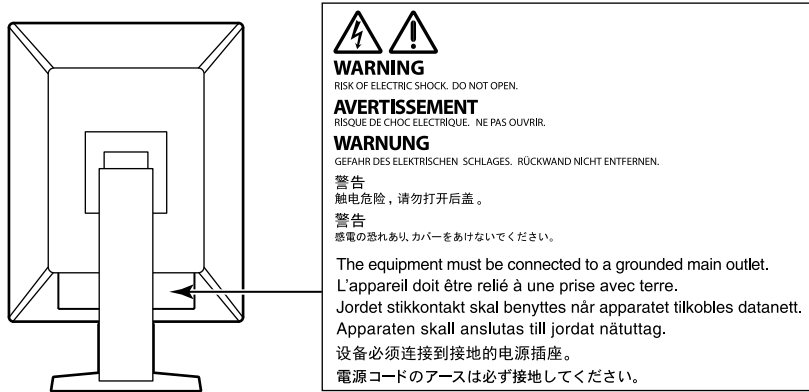 WARNING
RISK OF ELECTRIC SHOCK. DO NOT OPEN.
AVERTISSEMENT
RISQUE DE CHOC ELECTRIQUE. NE PAS OUVRIR.
WARNUNG
GEFAHR DES ELEKTRISCHEN SCHLAGES. RÜCKWAND NICHT ENTFERNEN.
警告
触电危险，请勿打开后盖。
警告
感電の恐れあり、カバーをあけないでください。
The equipment must be connected to a grounded main outlet.
L'appareil doit être relié à une prise avec terre.
Jordet stikkontakt skal benyttes når apparatet tilkobles datanett.
Apparaten skall anslutas till jordat nätuttag.
设备必须连接到接地的电源插座。
電源コードのアースは必ず接地してください。